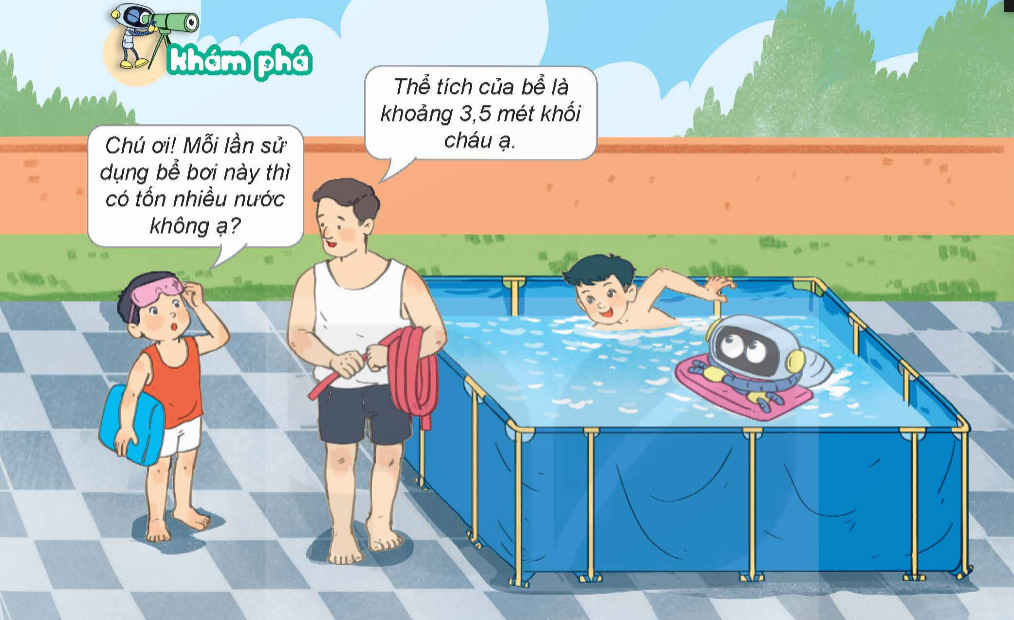 khám phá
Thể tích của bể là
khoảng 3,5 mét khối
cháu ạ.
Chú ơi! Mỗi lần sử
dụng bể bơi này thì
có tốn nhiều nước
không ạ?